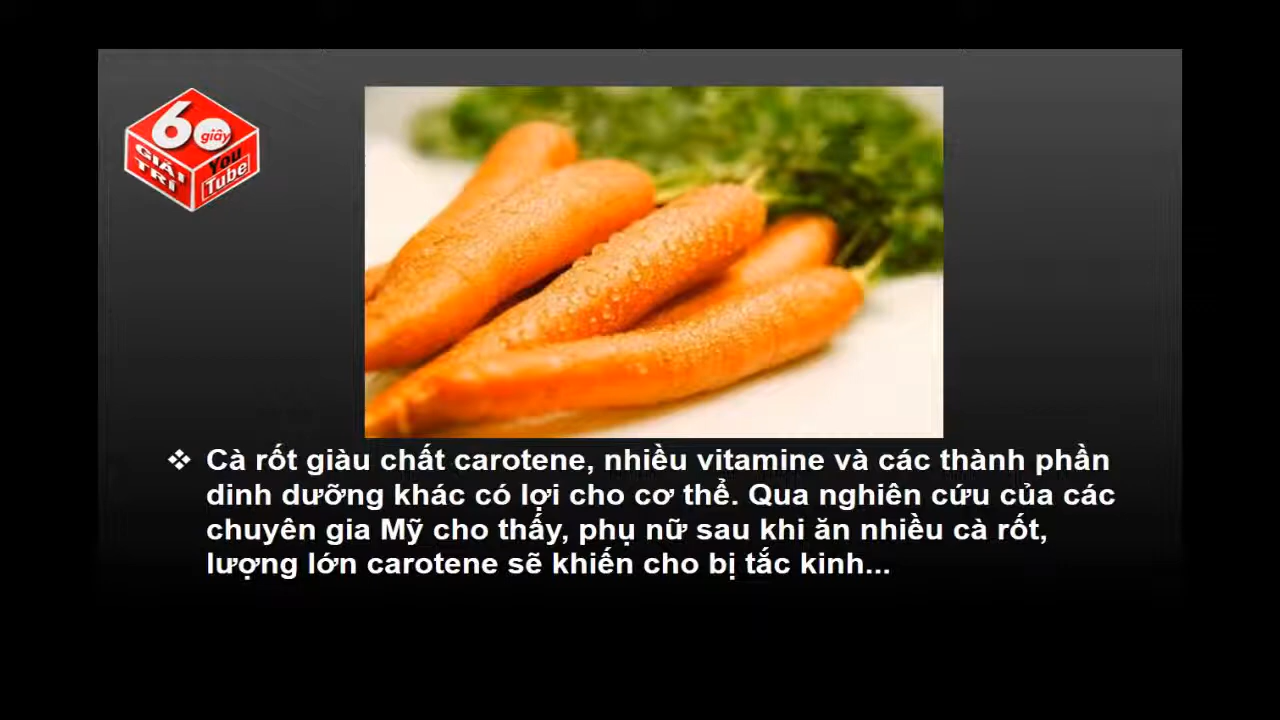 60
giây
GIẢI
TRÍ
You
Tube
❖ Cà rốt giàu chất carotene, nhiều vitamine và các thành phần
dinh dưỡng khác có lợi cho cơ thể. Qua nghiên cứu của các
chuyên gia Mỹ cho thấy, phụ nữ sau khi ăn nhiều cà rốt,
lượng lớn carotene sẽ khiến cho bị tắc kinh...